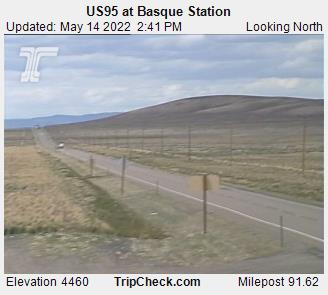 US95 at Basque Station
Updated: May 14 2022 2:41 PM Looking North
Elevation 4460 TripCheck.com Milepost 91.62